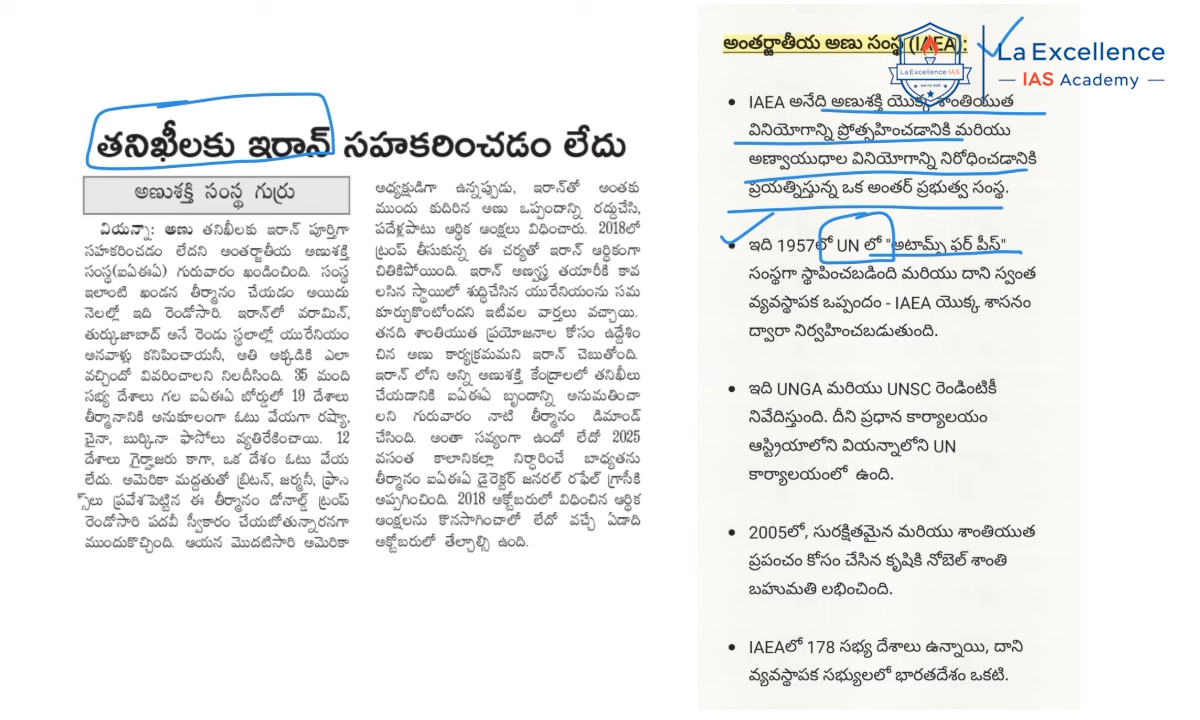 తనిఖీలకు ఇరాన్ సహకరించడం లేదు
అణుశక్తి సంస్థ గుర్రు
వియన్నా: అణు తనిఖీలకు ఇరాన్ పూర్తిగా
సహకరించడం లేదని అంతర్జాతీయ అణుశక్తి
సంస్థ(ఐఏఈఏ) గురువారం ఖండించింది. సంస్థ
ఇలాంటి ఖండన తీర్మానం చేయడం అయిదు
నెలల్లో ఇది రెండోసారి. ఇరాన్‌లో వరామిన్,
తుర్కుజాబాద్ అనే రెండు స్థలాల్లో యురేనియం
అనవాళ్లు కనిపించాయనీ, అతి అక్కడికి ఎలా
వచ్చిందో వివరించాలని నిలదీసింది. 35 మంది
సభ్య దేశాలు గల ఐఏఈఏ బోర్డులో 19 దేశాలు
తీర్మానానికి అనుకూలంగా ఓటు వేయగా రష్యా,
చైనా, బుర్కినా ఫాసోలు వ్యతిరేకించాయి. 12
దేశాలు గైర్హాజరు కాగా, ఒక దేశం ఓటు వేయ
లేదు. అమెరికా మద్దతుతో బ్రిటన్, జర్మనీ, ఫ్రాన్
స్‌లు ప్రవేశపెట్టిన ఈ తీర్మానం డోనాల్డ్ ట్రంప్
రెండోసారి పదవీ స్వీకారం చేయబోతున్నారనగా
ముందుకొచ్చింది. ఆయన మొదటిసారి అమెరికా
అధ్యక్షుడిగా ఉన్నప్పుడు, ఇరాన్‌తో అంతకు
ముందు కుదిరిన అణు ఒప్పందాన్ని రద్దుచేసి,
పదేళ్లపాటు ఆర్థిక ఆంక్షలు విధించారు. 2018లో
ట్రంప్ తీసుకున్న ఈ చర్యతో ఇరాన్ ఆర్థికంగా
చితికిపోయింది. ఇరాన్ అణ్వస్త్ర తయారీకి కావ
లసిన స్థాయిలో శుద్ధిచేసిన యురేనియంను సమ
కూర్చుకొంటోందని ఇటీవల వార్తలు వచ్చాయి.
తనది శాంతియుత ప్రయోజనాల కోసం ఉద్దేశిం
చిన అణు కార్యక్రమమని ఇరాన్ చెబుతోంది.
ఇరాన్ లోని అన్ని అణుశక్తి కేంద్రాలలో తనిఖీలు
చేయడానికి ఐఏఈఏ బృందాన్ని అనుమతించా
లని గురువారం నాటి తీర్మానం డిమాండ్
చేసింది. అంతా సవ్యంగా ఉందో లేదో 2025
వసంత కాలానికల్లా నిర్ధారించే బాధ్యతను
తీర్మానం ఐఏఈఏ డైరెక్టర్ జనరల్ రఫేల్ గ్రాసీకి
అప్పగించింది. 2018 అక్టోబరులో విధించిన ఆర్థిక
ఆంక్షలను కొనసాగించాలో లేదో వచ్చే ఏడాది
అక్టోబరులో తేల్చాల్సి ఉంది.
అంతర్జాతీయ అణు సంస్థ (IAEA):
La Excellence IAS
La Excellence
IAS Academy
• IAEA అనేది అణుశక్తి యొక్క శాంతియుత
వినియోగాన్ని ప్రోత్సహించడానికి మరియు
అణ్వాయుధాల వినియోగాన్ని నిరోధించడానికి
ప్రయత్నిస్తున్న ఒక అంతర్ ప్రభుత్వ సంస్థ.
• ఇది 1957లో UN లో "అటామ్స్ ఫర్ పీస్"
సంస్థగా స్థాపించబడింది మరియు దాని స్వంత
వ్యవస్థాపక ఒప్పందం - IAEA యొక్క శాసనం
ద్వారా నిర్వహించబడుతుంది.
• ఇది UNGA మరియు UNSC రెండింటికీ
నివేదిస్తుంది. దీని ప్రధాన కార్యాలయం
ఆస్ట్రియాలోని వియన్నాలోని UN
కార్యాలయంలో ఉంది.
• 2005లో, సురక్షితమైన మరియు శాంతియుత
ప్రపంచం కోసం చేసిన కృషికి నోబెల్ శాంతి
బహుమతి లభించింది.
• IAEAలో 178 సభ్య దేశాలు ఉన్నాయి, దాని
వ్యవస్థాపక సభ్యులలో భారతదేశం ఒకటి.